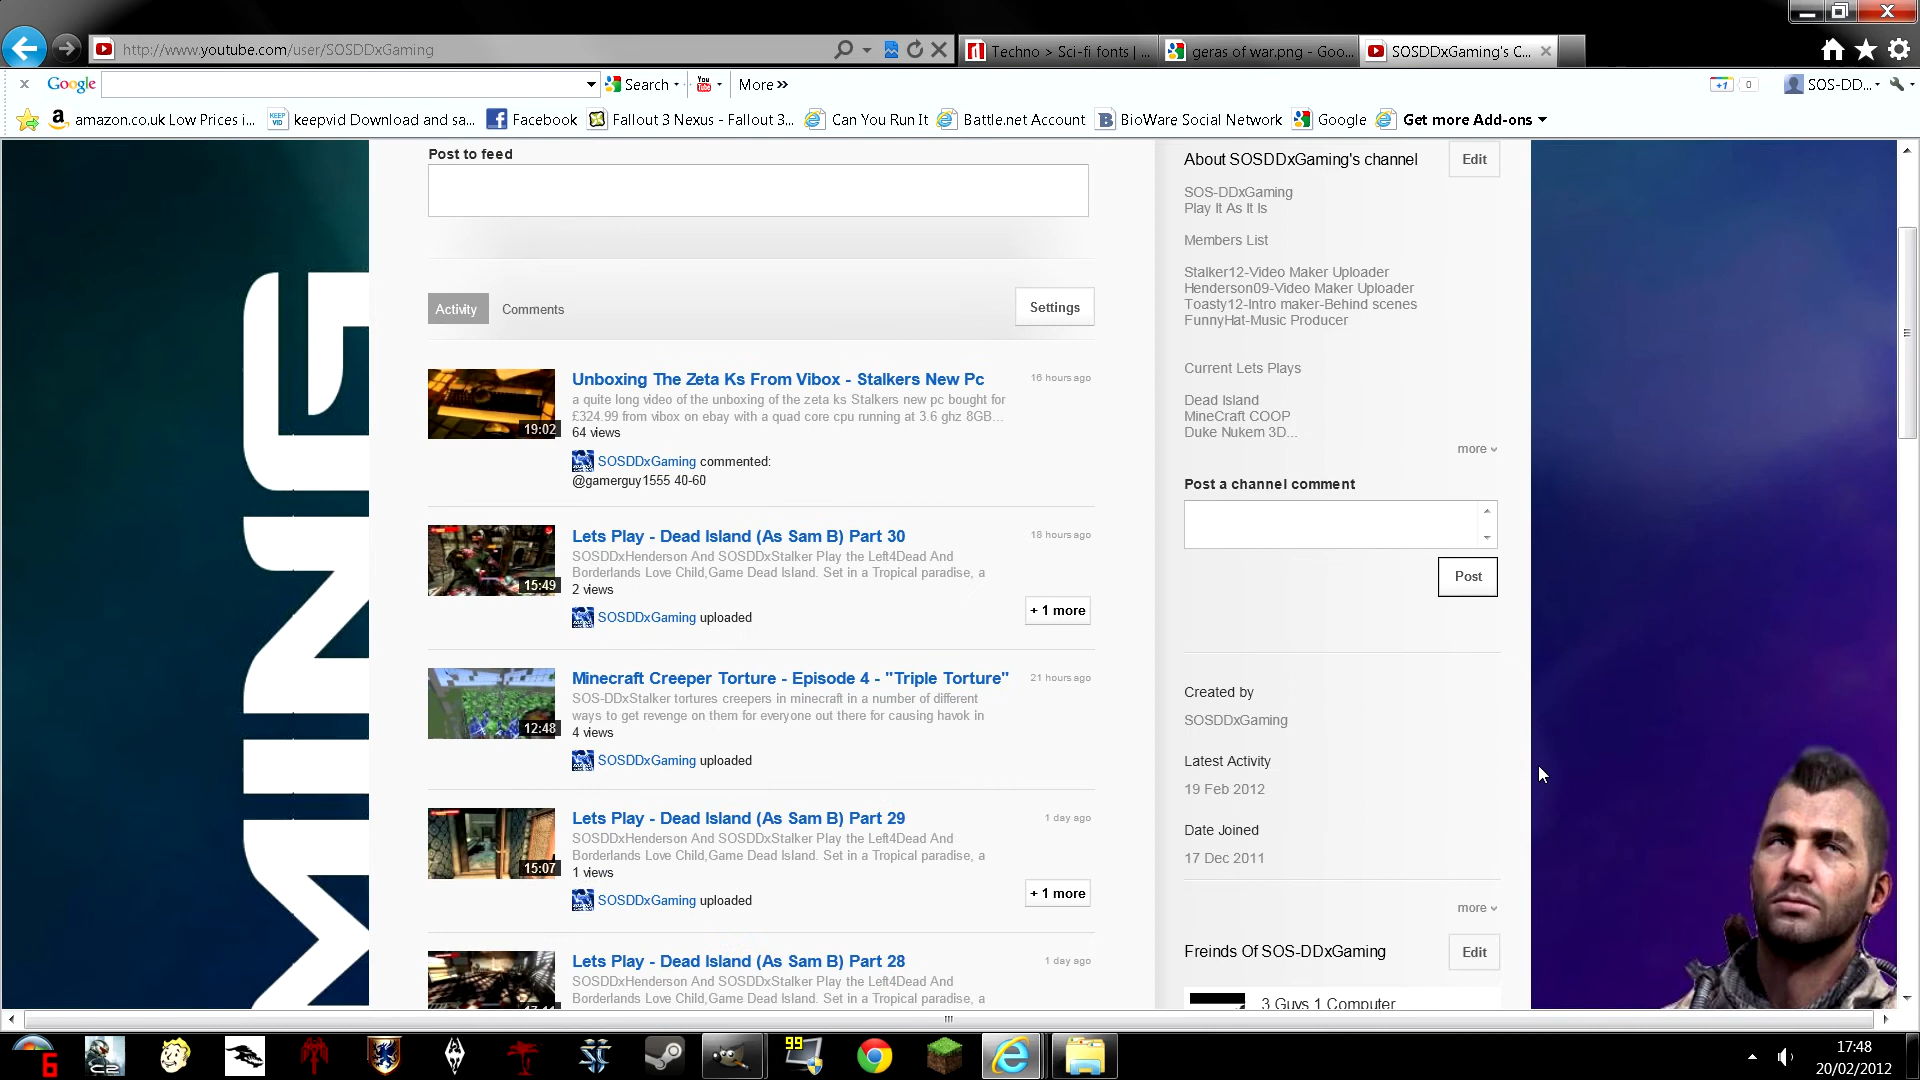 http://www.youtube.com/user/SOSDDxGaming
Techno > Sci-fi fonts | ...
geras of war.png - Goo...
SOSDDxGaming's C...
x Google
Search
You Tube
More »
+1 0
SOS-DD...
amazon.co.uk Low Prices i...
KEEP VID
keepvid Download and sa...
Facebook
Fallout 3 Nexus - Fallout 3...
Can You Run It
Battle.net Account
BioWare Social Network
Google
Get more Add-ons
MING
Post to feed
Activity
Comments
Settings
Unboxing The Zeta Ks From Vibox - Stalkers New Pc
16 hours ago
a quite long video of the unboxing of the zeta ks Stalkers new pc bought for
£324.99 from vibox on ebay with a quad core cpu running at 3.6 ghz 8GB...
19:02
64 views
SOSDDxGaming commented:
@gamerguy1555 40-60
Lets Play - Dead Island (As Sam B) Part 30
18 hours ago
SOSDDxHenderson And SOSDDxStalker Play the Left4Dead And
Borderlands Love Child,Game Dead Island. Set in a Tropical paradise, a
15:49
2 views
SOSDDxGaming uploaded
+ 1 more
Minecraft Creeper Torture - Episode 4 - "Triple Torture"
21 hours ago
SOS-DDxStalker tortures creepers in minecraft in a number of different
ways to get revenge on them for everyone out there for causing havok in
12:48
4 views
SOSDDxGaming uploaded
Lets Play - Dead Island (As Sam B) Part 29
1 day ago
SOSDDxHenderson And SOSDDxStalker Play the Left4Dead And
Borderlands Love Child,Game Dead Island. Set in a Tropical paradise, a
15:07
1 views
SOSDDxGaming uploaded
+ 1 more
Lets Play - Dead Island (As Sam B) Part 28
1 day ago
SOSDDxHenderson And SOSDDxStalker Play the Left4Dead And
Borderlands Love Child,Game Dead Island. Set in a Tropical paradise, a
About SOSDDxGaming's channel
Edit
SOS-DDxGaming
Play It As It Is
Members List
Stalker12-Video Maker Uploader
Henderson09-Video Maker Uploader
Toasty12-Intro maker-Behind scenes
FunnyHat-Music Producer
Current Lets Plays
Dead Island
MineCraft COOP
Duke Nukem 3D...
more
Post a channel comment
Post
Created by
SOSDDxGaming
Latest Activity
19 Feb 2012
Date Joined
17 Dec 2011
more
Freinds Of SOS-DDxGaming
Edit
3 Guys 1 Computer
6
C2
99
17:48
20/02/2012